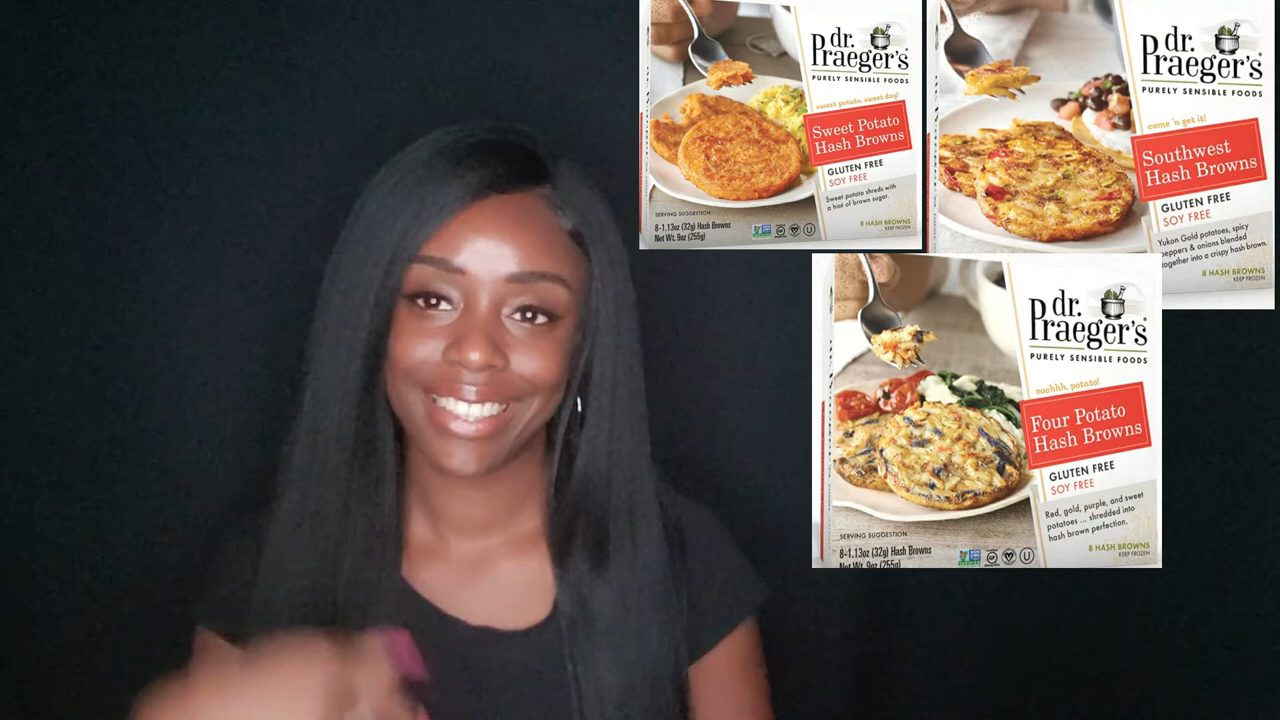 dr.
Praeger's
PURELY SENSIBLE FOODS
sweet potato, sweet day!
Sweet Potato
Hash Browns
GLUTEN FREE
SOY FREE
Sweet potato shreds with
a hint of brown sugar.
SERVING SUGGESTION
8-1.13oz (32g) Hash Browns
Net Wt. 9oz (255g)
8 HASH BROWNS
KEEP FROZEN
dr.
Praeger's
PURELY SENSIBLE FOODS
come 'n get it!
Southwest
Hash Browns
GLUTEN FREE
SOY FREE
Yukon Gold potatoes, spicy
peppers & onions blended
together into a crispy hash brown.
8 HASH BROWNS
KEEP FROZEN
dr.
Praeger's
PURELY SENSIBLE FOODS
ooohhh, potato!
Four Potato
Hash Browns
GLUTEN FREE
SOY FREE
Red, gold, purple, and sweet
potatoes ... shredded into
hash brown perfection.
SERVING SUGGESTION
8-1.13oz (32g) Hash Browns
Net Wt. 9oz (255g)
8 HASH BROWNS
KEEP FROZEN